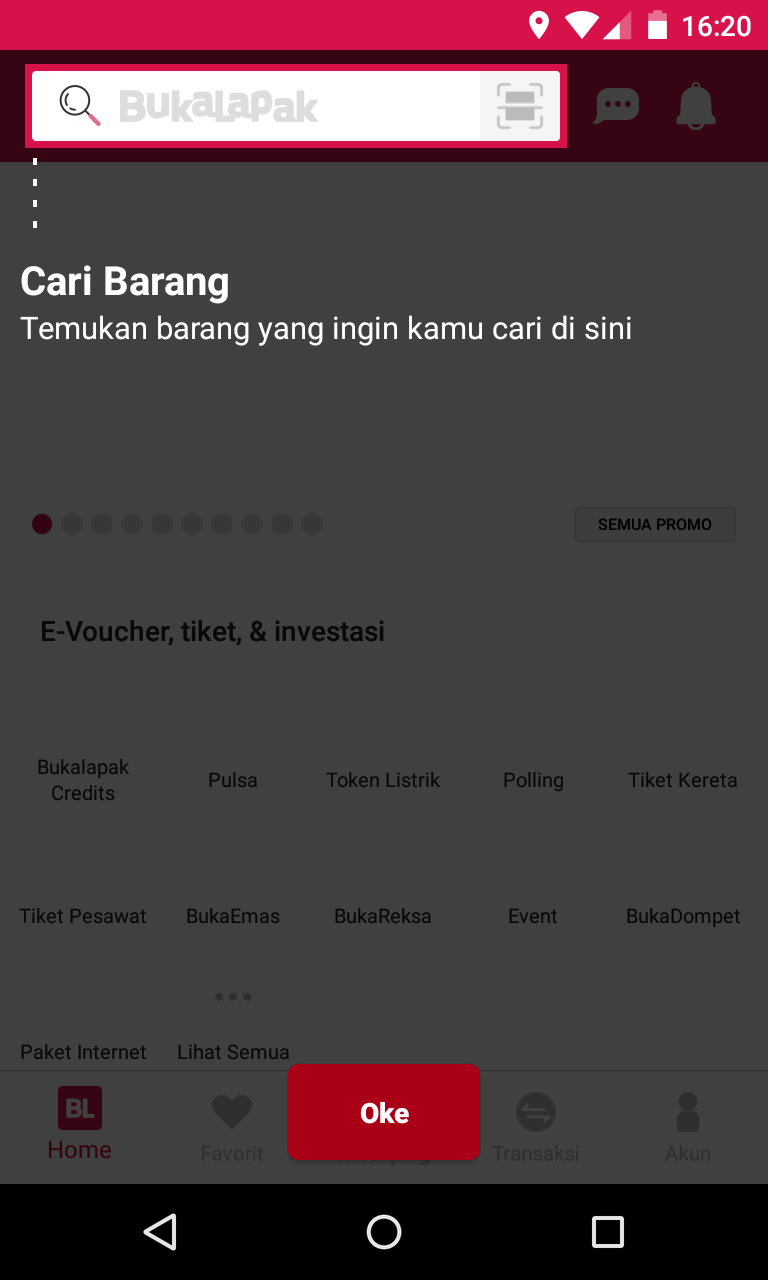 16:20
BukaLapak
Cari Barang
Temukan barang yang ingin kamu cari di sini
SEMUA PROMO
E-Voucher, tiket, & investasi
Bukalapak
Credits
Pulsa
Token Listrik
Polling
Tiket Kereta
Tiket Pesawat
BukaEmas
BukaReksa
Event
BukaDompet
Paket Internet
Lihat Semua
BL
Home
Favorit
Oke
Transaksi
Akun